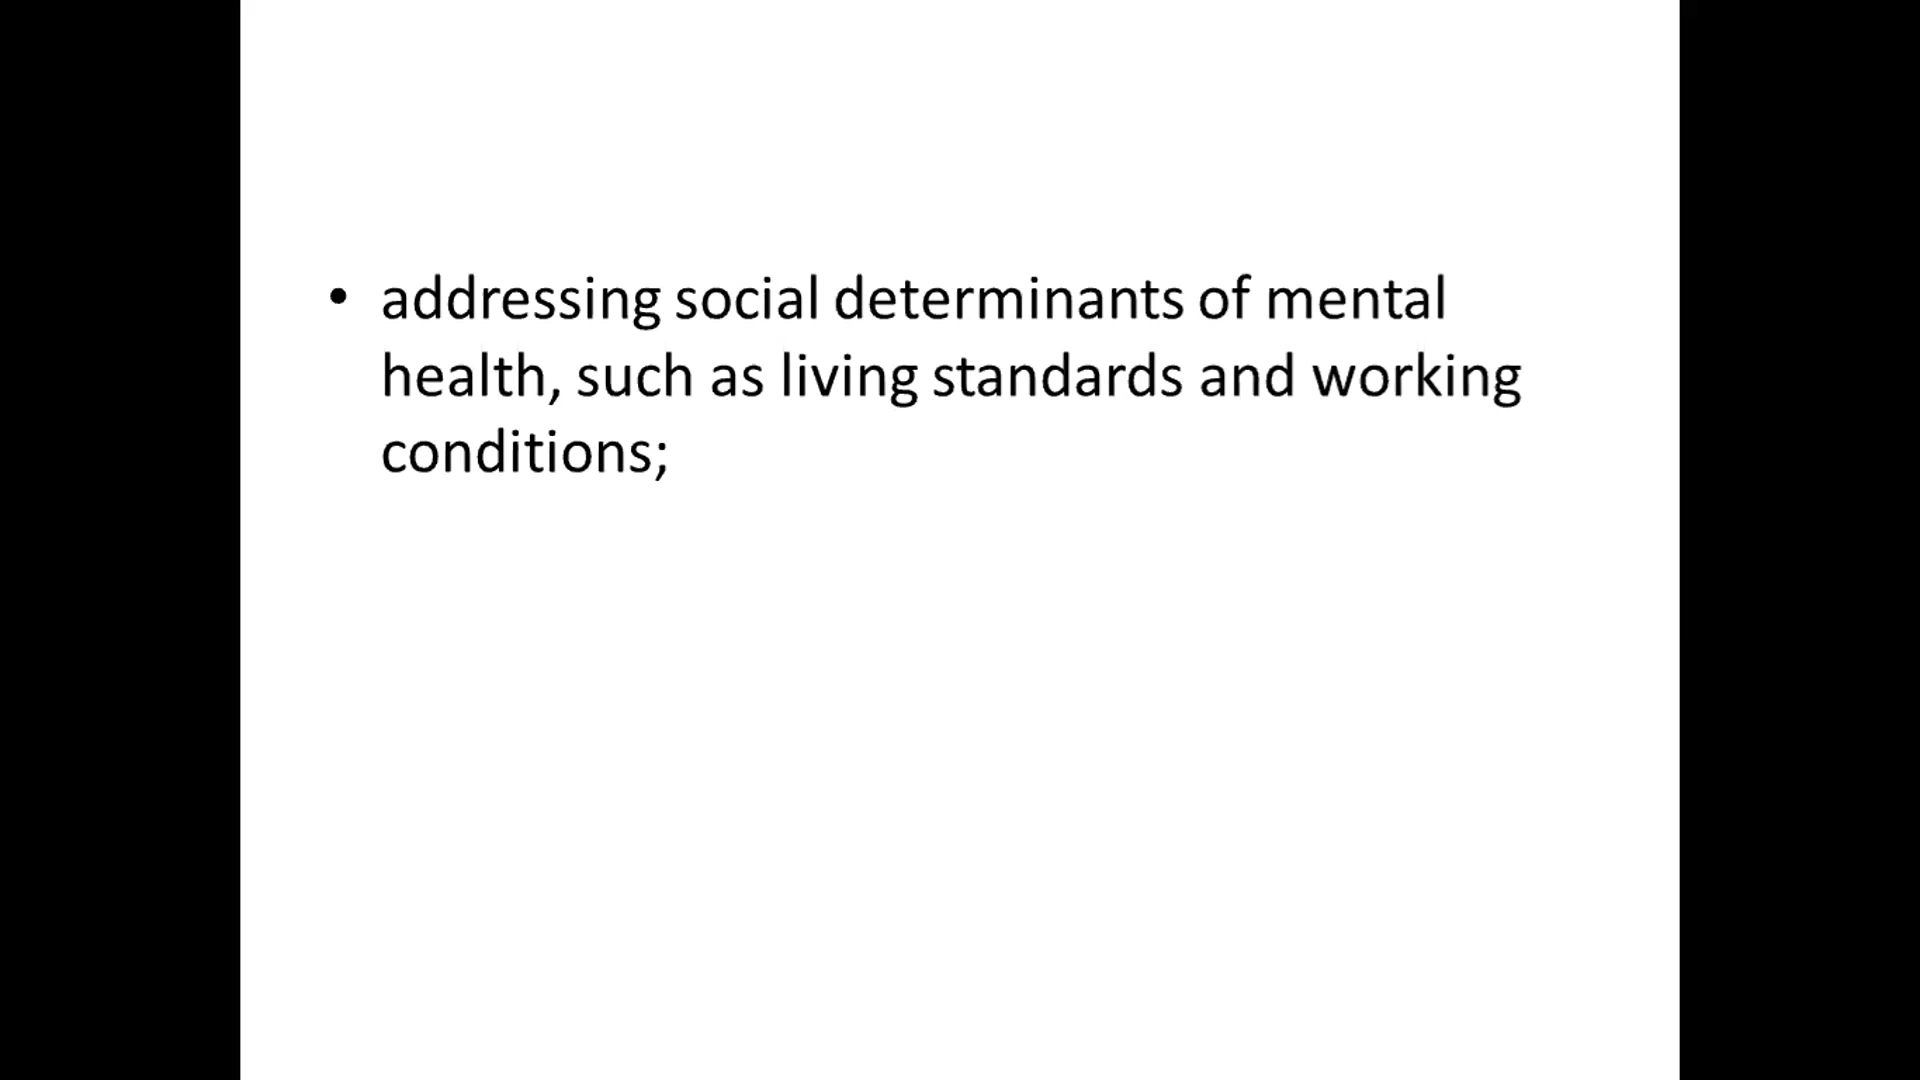 • addressing social determinants of mental
health, such as living standards and working
conditions;